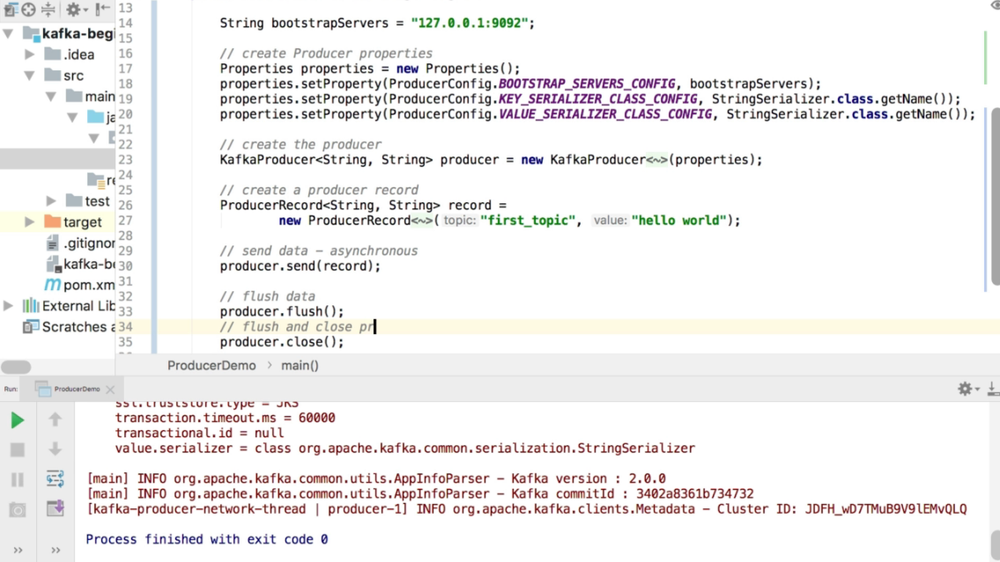 13
14 String bootstrapServers = "127.0.0.1:9092";
15
16 // create Producer properties
17 Properties properties = new Properties();
18 properties.setProperty(ProducerConfig.BOOTSTRAP_SERVERS_CONFIG, bootstrapServers);
19 properties.setProperty(ProducerConfig.KEY_SERIALIZER_CLASS_CONFIG, StringSerializer.class.getName());
20 properties.setProperty(ProducerConfig.VALUE_SERIALIZER_CLASS_CONFIG, StringSerializer.class.getName());
21
22 // create the producer
23 KafkaProducer<String, String> producer = new KafkaProducer<~>(properties);
24
25 // create a producer record
26 ProducerRecord<String, String> record =
27 new ProducerRecord<~>( topic: "first_topic", value: "hello world");
28
29 // send data - asynchronous
30 producer.send(record);
31
32 // flush data
33 producer.flush();
34 // flush and close pr
35 producer.close();
kafka-begi
.idea
src
main
ja
re
test
target
.gitignor
kafka-be
pom.xm
External Lib
Scratches a
ProducerDemo > main()
Run: ProducerDemo
ssl.truststore.type = JKS
transaction.timeout.ms = 60000
transactional.id = null
value.serializer = class org.apache.kafka.common.serialization.StringSerializer
[main] INFO org.apache.kafka.common.utils.AppInfoParser - Kafka version : 2.0.0
[main] INFO org.apache.kafka.common.utils.AppInfoParser - Kafka commitId : 3402a8361b734732
[kafka-producer-network-thread | producer-1] INFO org.apache.kafka.clients.Metadata - Cluster ID: JDFH_wD7TMuB9V9lEMvQLQ
Process finished with exit code 0